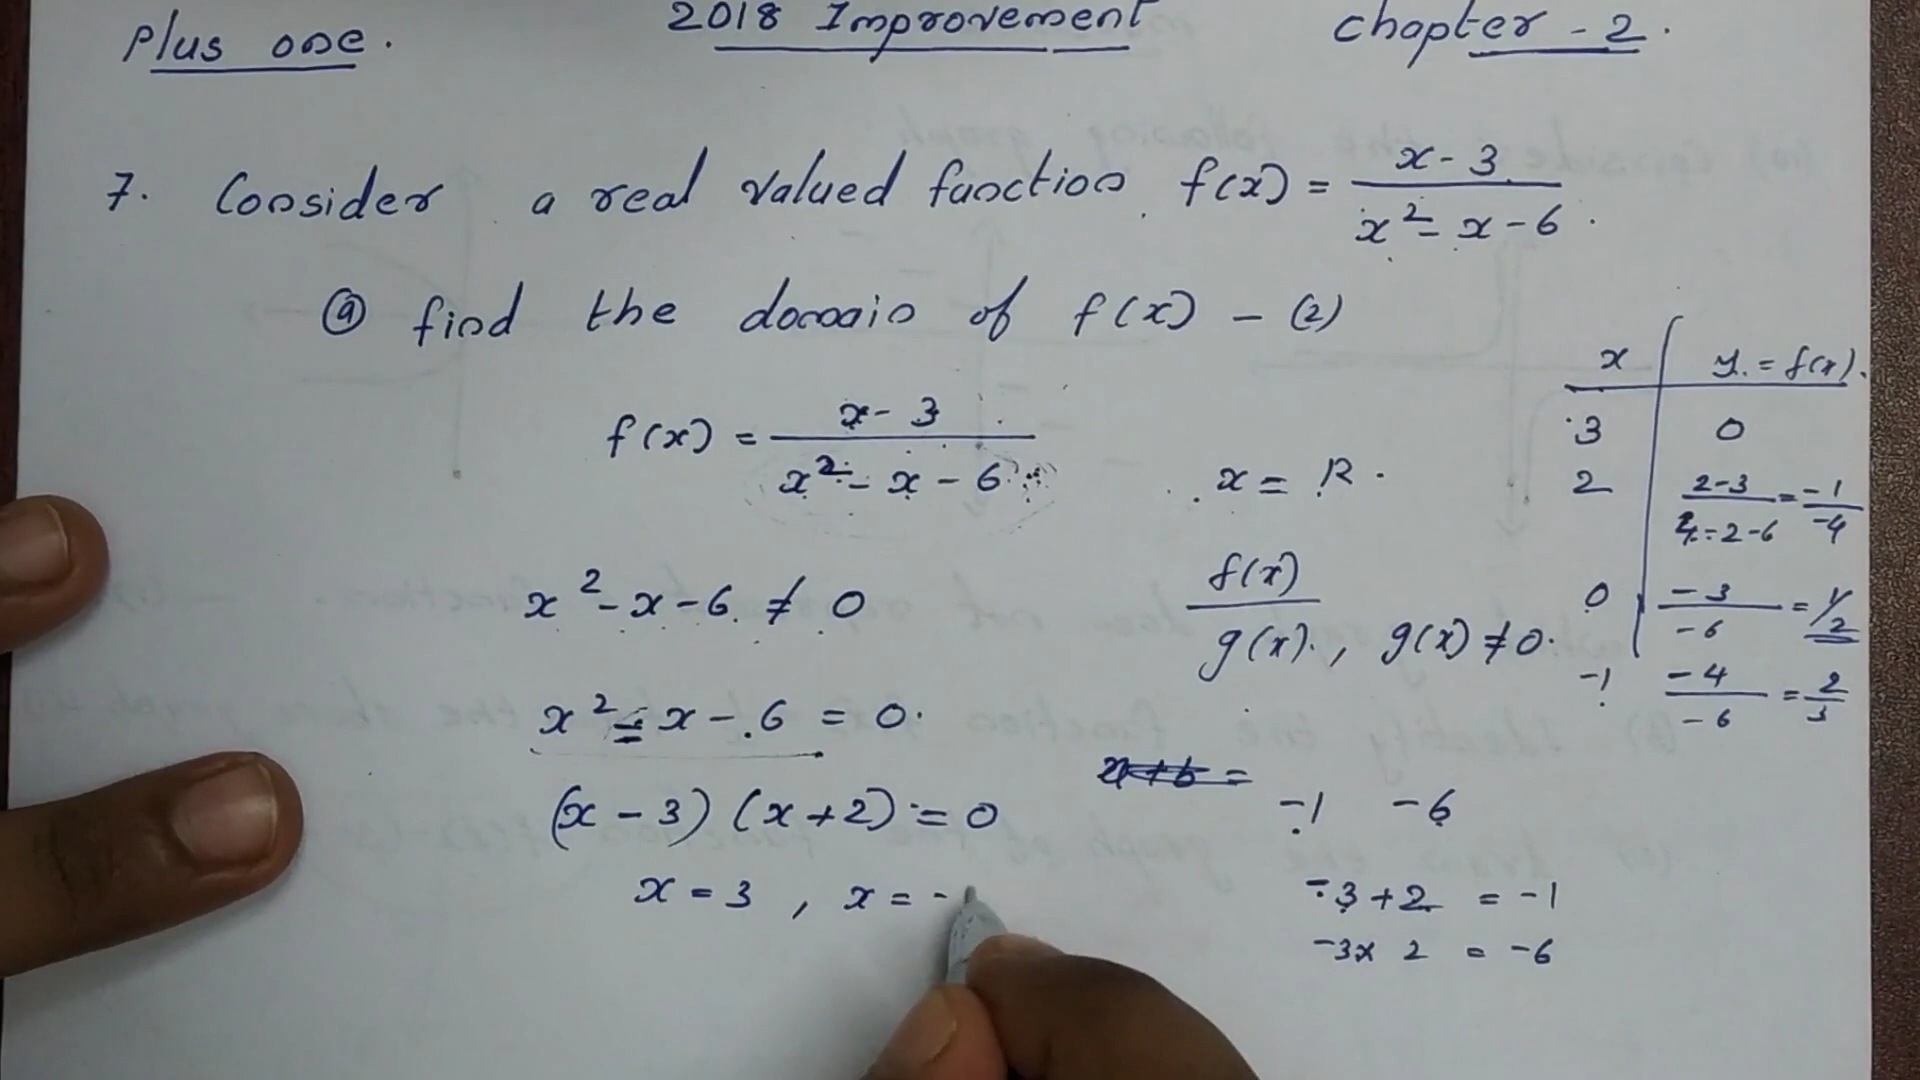 Plus one. 2018 Improvement Chapter - 2.
7. Consider a real valued function f(x) = x - 3 / x² - x - 6 .
(a) find the domain of f(x) - (2)
f(x) = x - 3 / x² - x - 6
x = R .
x² - x - 6 ≠ 0
f(x) / g(x) , g(x) ≠ 0.
x² - x - 6 = 0.
(x - 3) (x + 2) = 0
x = 3 , x = -
a+b =
-1 -6
-3 + 2 = -1
-3 x 2 = -6
x y = f(x).
3 0
2 2-3 / 4-2-6 = -1 / -4
0 -3 / -6 = 1/2
-1 -4 / -6 = 2 / 3